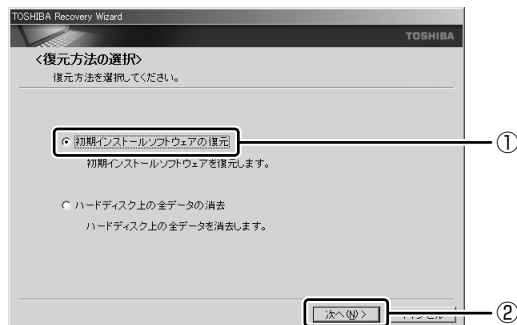 TOSHIBA Recovery Wizard
TOSHIBA
<復元方法の選択>
復元方法を選択してください。
初期インストールソフトウェアの復元
①
初期インストールソフトウェアを復元します。
ハードディスク上の全データの消去
ハードディスク上の全データを消去します。
次へ(N) >
②